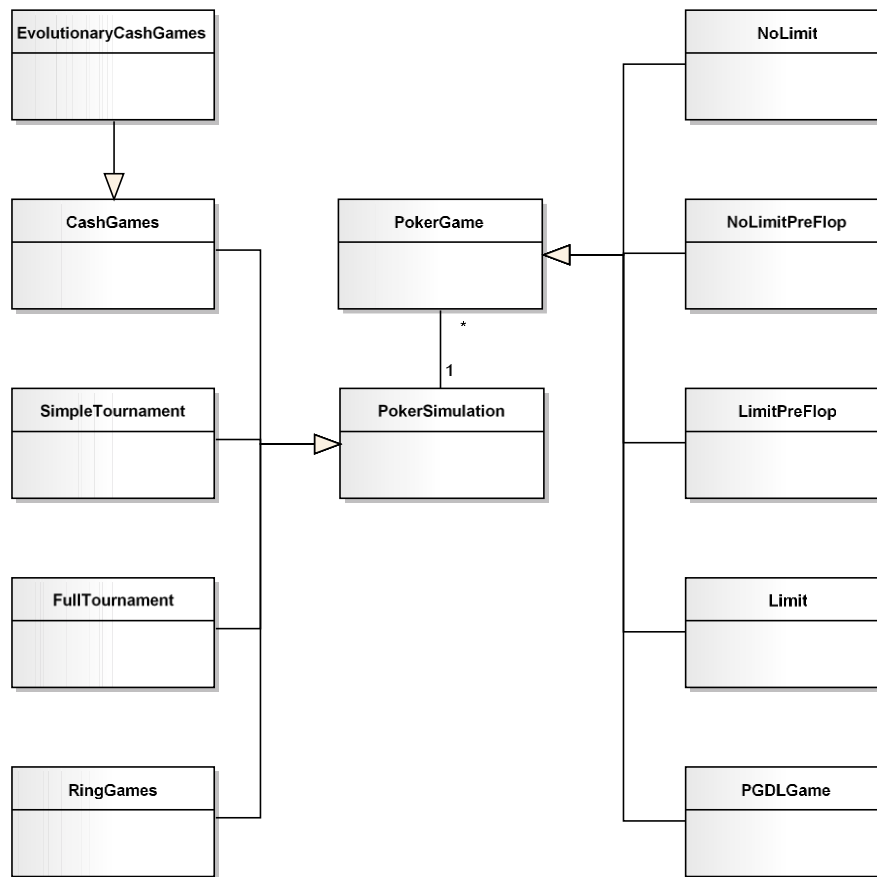 EvolutionaryCashGames
NoLimit
CashGames
PokerGame
NoLimitPreFlop
*
1
SimpleTournament
PokerSimulation
LimitPreFlop
FullTournament
Limit
RingGames
PGDLGame